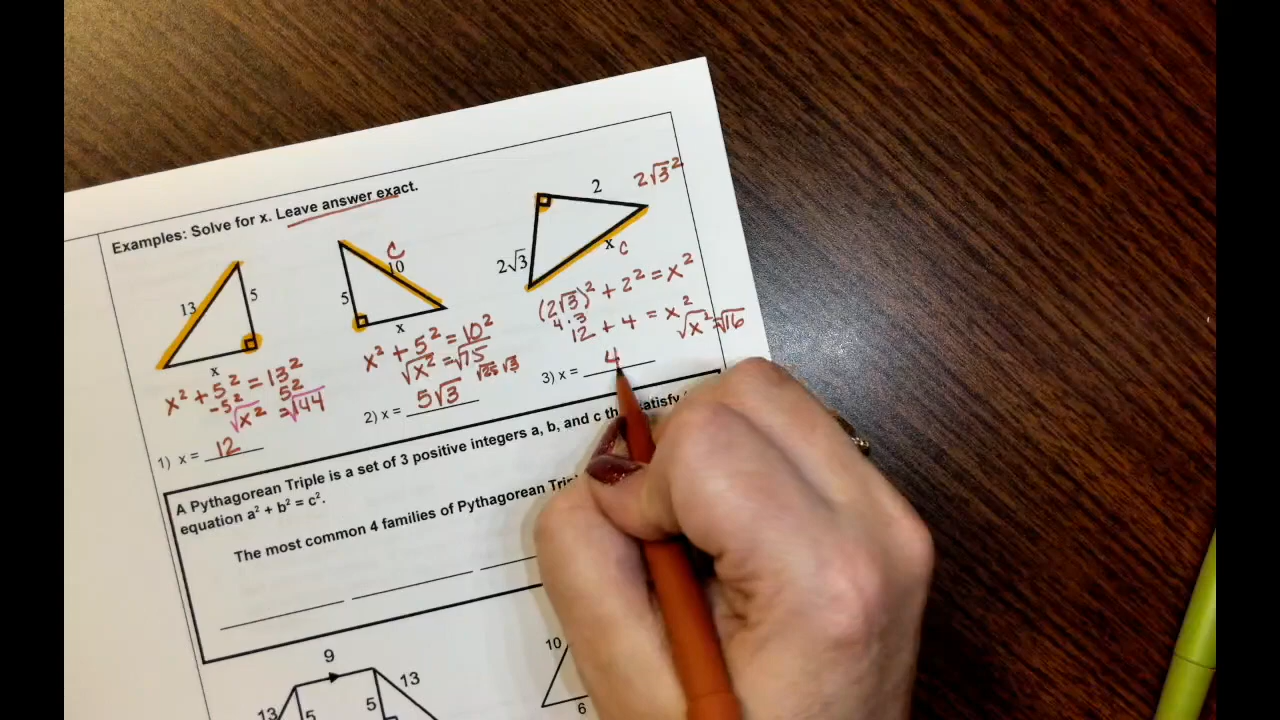 Examples: Solve for x. Leave answer exact.
13
5
x
x² + 5² = 13²
-5² 5²
√x² = √144
1) x = 12
C
10
5
x
x² + 5² = 10²
√x² = √75
√25 √3
2) x = 5√3
2
2√3²
2√3
x
C
(2√3)² + 2² = x²
4·3
12 + 4 = x²
√x² = √16
3) x = 4
A Pythagorean Triple is a set of 3 positive integers a, b, and c satisfy
equation a² + b² = c².
The most common 4 families of Pythagorean
9
13
5
5
13
10
6